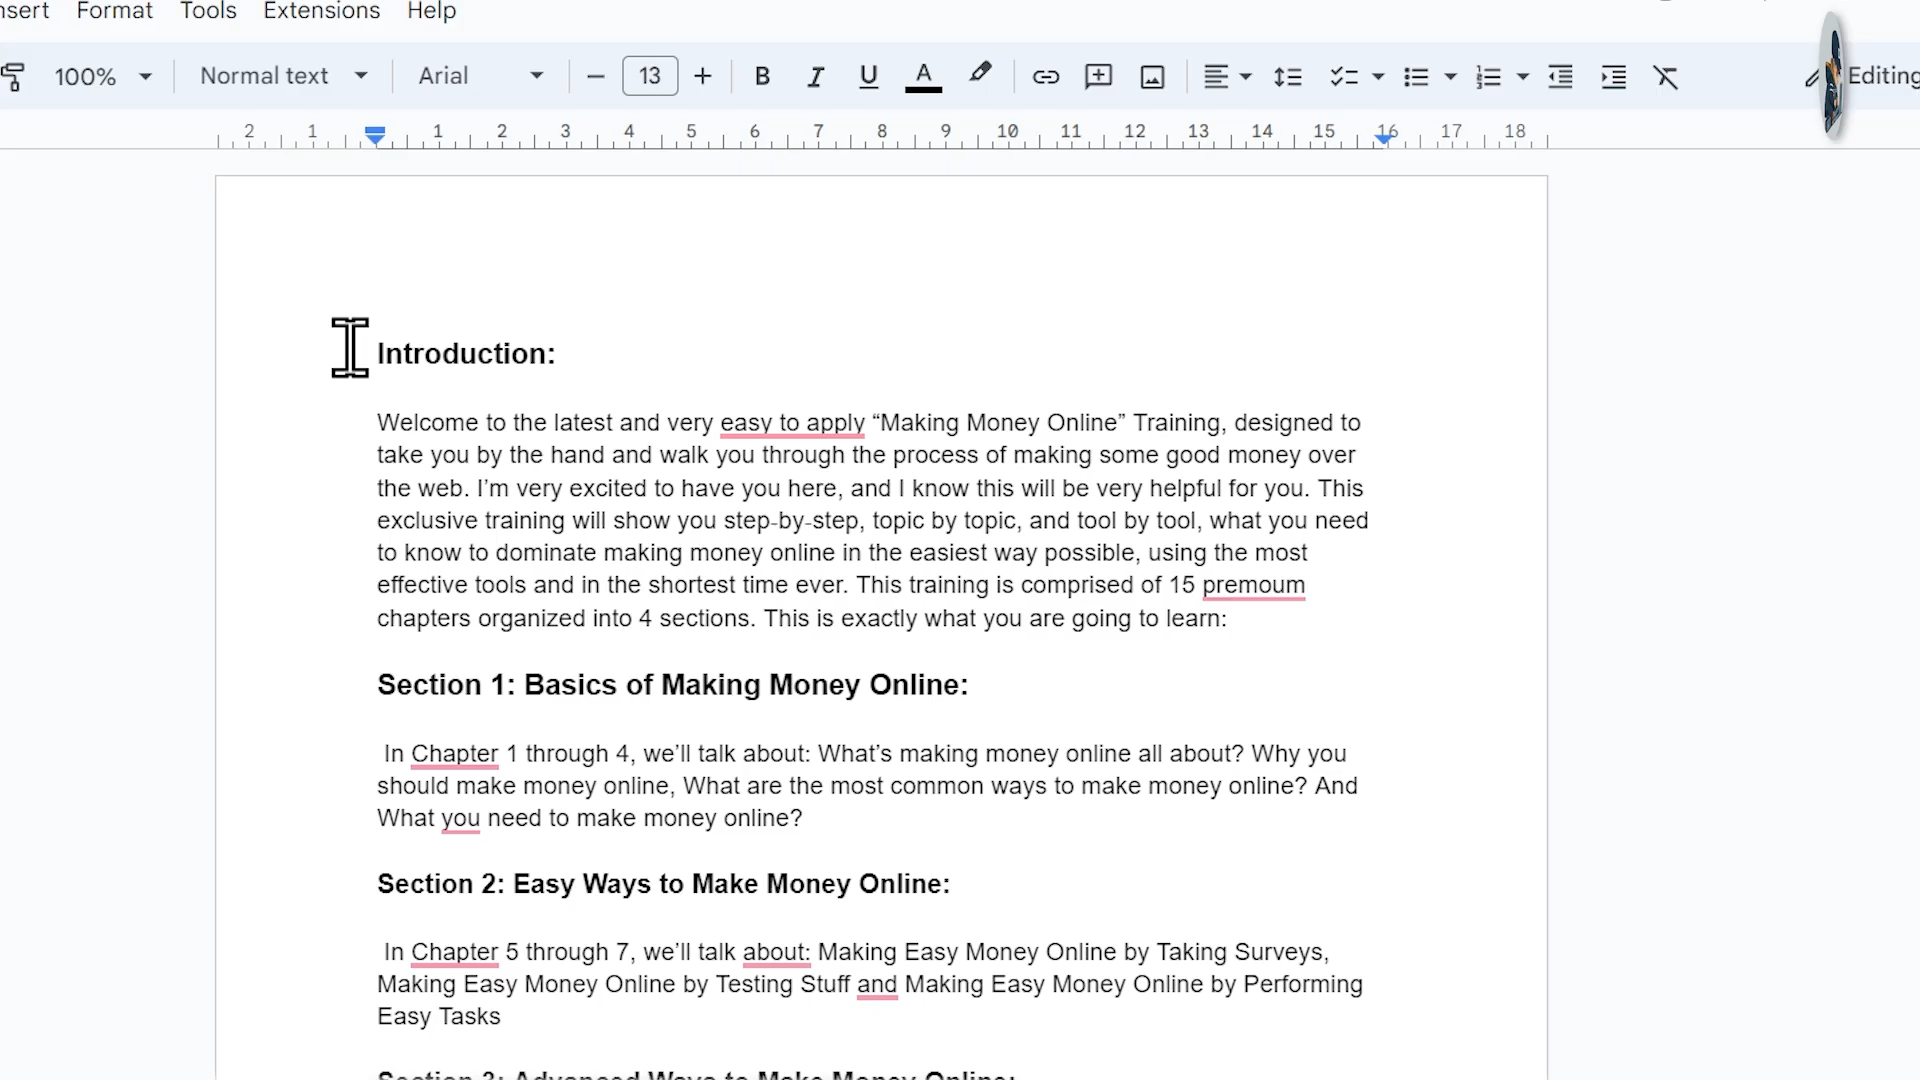 nsert Format Tools Extensions Help
100% Normal text Arial 13 B I U A Editing
2 1 1 2 3 4 5 6 7 8 9 10 11 12 13 14 15 16 17 18
Introduction:
Welcome to the latest and very easy to apply “Making Money Online” Training, designed to
take you by the hand and walk you through the process of making some good money over
the web. I’m very excited to have you here, and I know this will be very helpful for you. This
exclusive training will show you step-by-step, topic by topic, and tool by tool, what you need
to know to dominate making money online in the easiest way possible, using the most
effective tools and in the shortest time ever. This training is comprised of 15 premoum
chapters organized into 4 sections. This is exactly what you are going to learn:
Section 1: Basics of Making Money Online:
In Chapter 1 through 4, we’ll talk about: What’s making money online all about? Why you
should make money online, What are the most common ways to make money online? And
What you need to make money online?
Section 2: Easy Ways to Make Money Online:
In Chapter 5 through 7, we’ll talk about: Making Easy Money Online by Taking Surveys,
Making Easy Money Online by Testing Stuff and Making Easy Money Online by Performing
Easy Tasks
Section 3: Advanced Ways to Make Money Online: